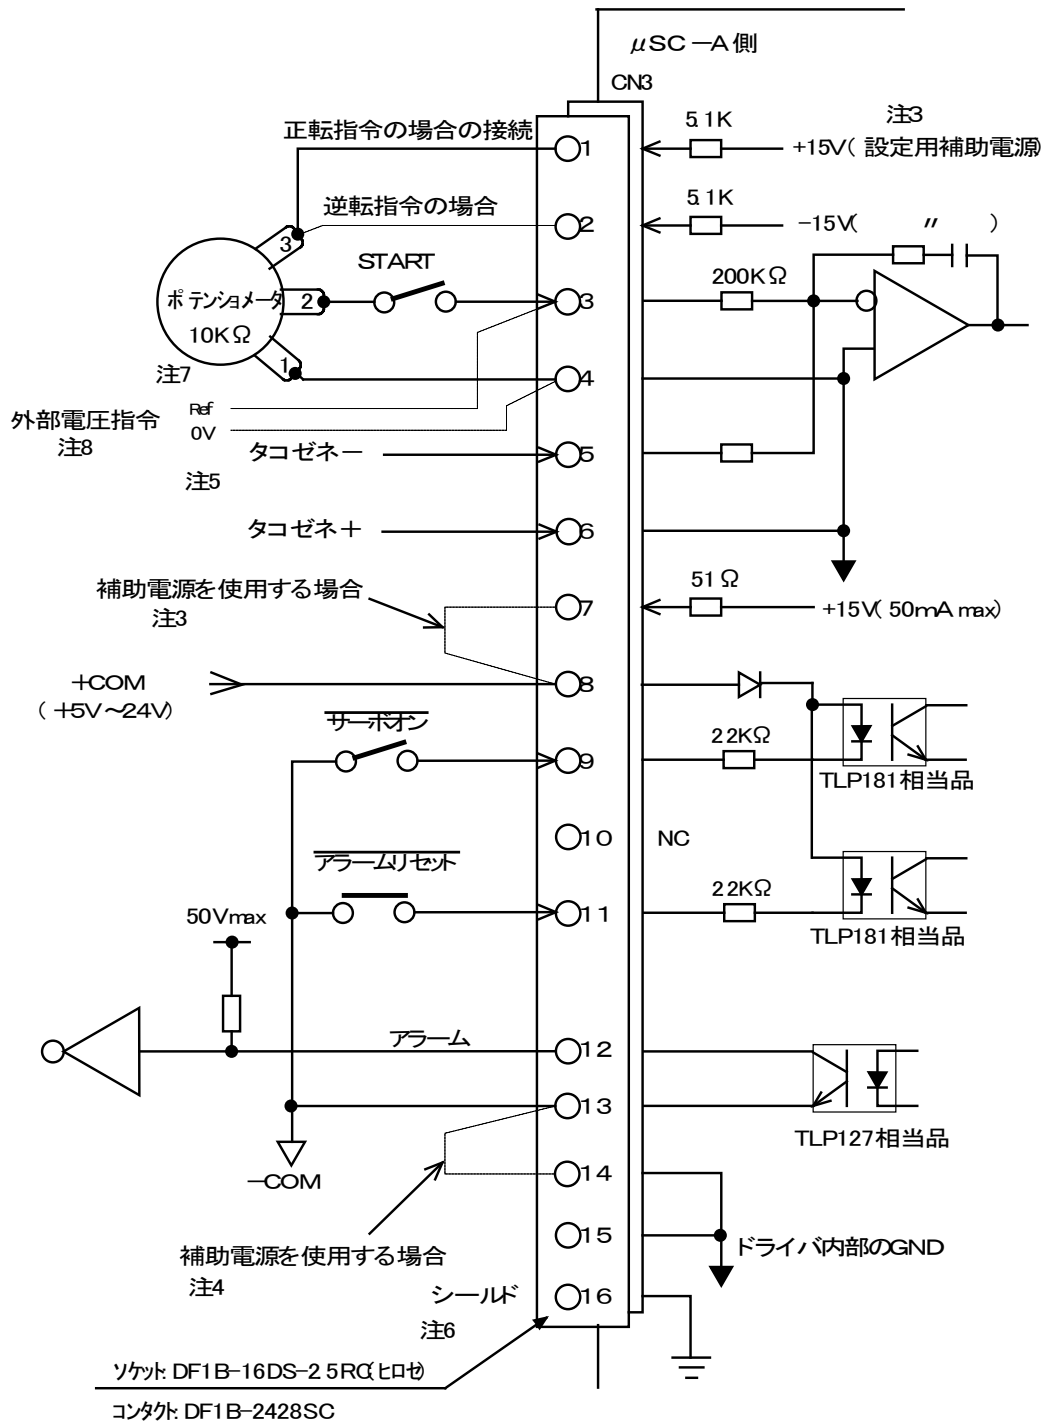 μSC－A側
CN3
正転指令の場合の接続
1
5.1K
注3
+15V( 設定用補助電源)
逆転指令の場合
2
5.1K
－15V( 〃 )
3
START
ポテンショメータ
10KΩ
2
3
200KΩ
1
注7
4
外部電圧指令
注8
Ref
0V
タコゼネ－
5
注5
タコゼネ＋
6
補助電源を使用する場合
注3
7
51Ω
+15V( 50mA max)
+COM
( +5V～24V)
8
サーボオン
9
2.2KΩ
TLP181相当品
10
NC
アラームリセット
11
2.2KΩ
TLP181相当品
50Vmax
アラーム
12
13
TLP127相当品
－COM
14
補助電源を使用する場合
注4
15
ドライバ内部のGND
シールド
16
注6
ソケット: DF1B-16DS-2.5RC(ヒロセ)
コンタクト: DF1B-2428SC